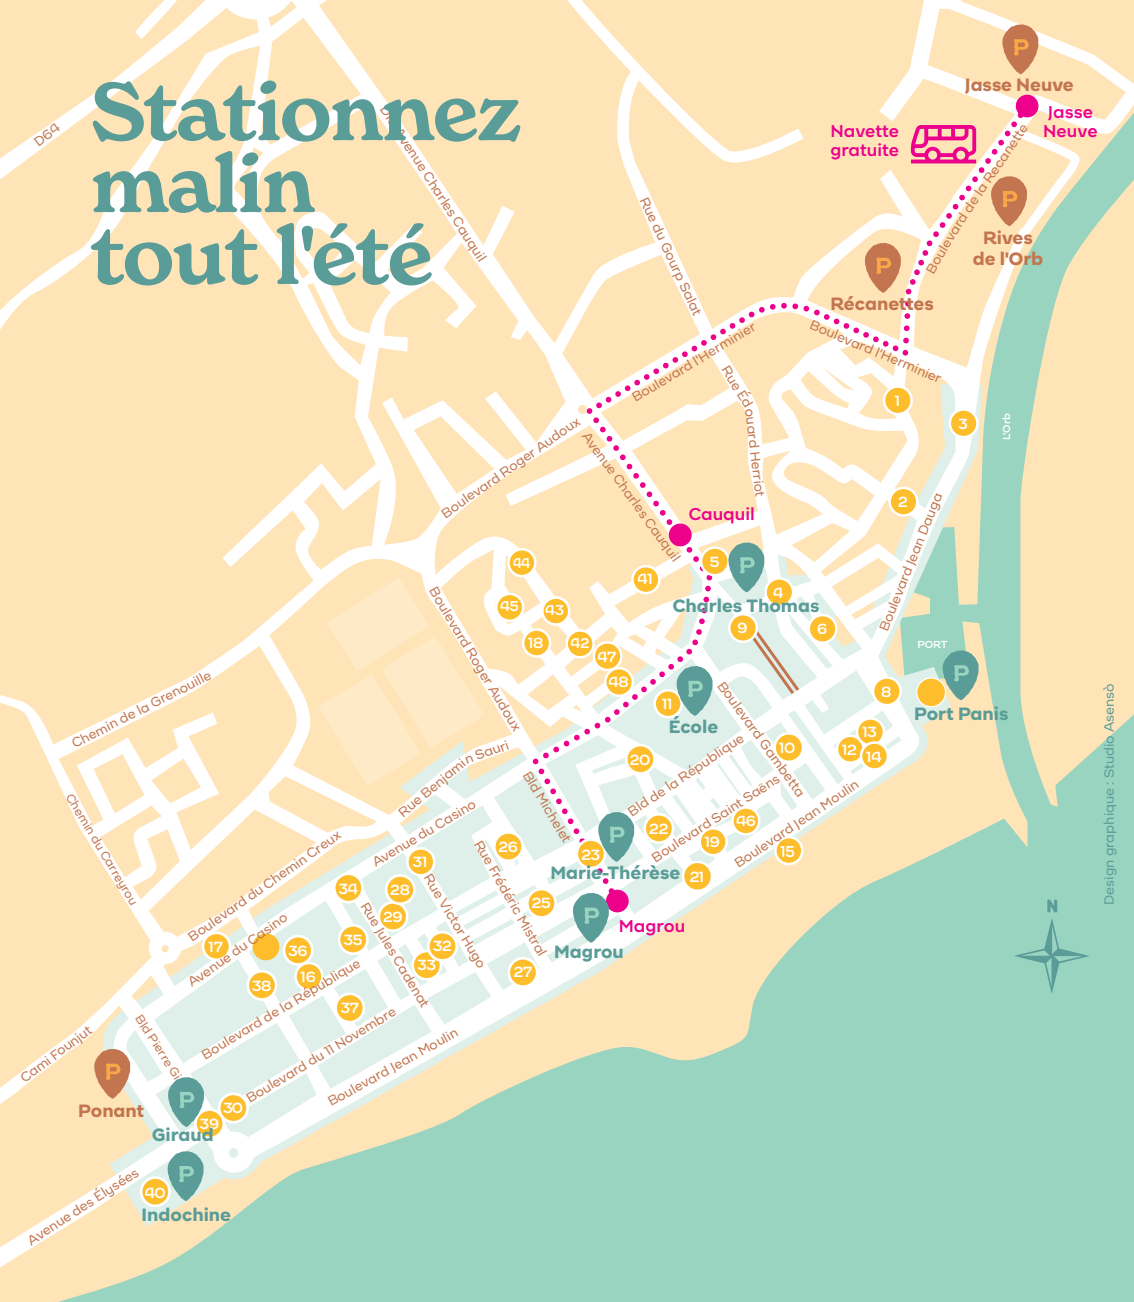 Stationnez
malin
tout l'été
D64
Avenue Charles Cauquil
Rue du Gourp Salat
P
Jasse Neuve
Jasse
Neuve
Navette
gratuite
Boulevard de la Recanette
P
Rives
de l'Orb
P
Récanettes
Boulevard l'Herminier
Boulevard l'Herminier
Rue Édouard Herriot
Boulevard Roger Audoux
Avenue Charles Cauquil
1
3
L'Orb
2
Boulevard Jean Dauga
Cauquil
5
P
Charles Thomas
4
41
44
45
43
18
42
47
48
9
6
PORT
P
Port Panis
8
11
P
École
Boulevard Roger Audoux
Chemin de la Grenouille
Chemin du Carreyrou
Boulevard Gambetta
13
12
14
10
20
Rue Benjamin Sauri
Bld Michelet
Bld de la République
Boulevard Saint Saëns
Boulevard Jean Moulin
Avenue du Casino
Boulevard du Chemin Creux
22
46
19
15
21
P
23
Marie-Thérèse
26
Rue Frédéric Mistral
31
34
28
29
Rue Victor Hugo
Rue Jules Cadenat
25
Magrou
P
Magrou
17
Avenue du Casino
36
35
32
33
27
38
16
37
Boulevard de la République
Boulevard du 11 Novembre
Boulevard Jean Moulin
Cami Founjut
Bld Pierre Gi
P
Ponant
P
Giraud
39
30
P
Indochine
40
Avenue des Élysées
N
Design graphique : Studio Asensò